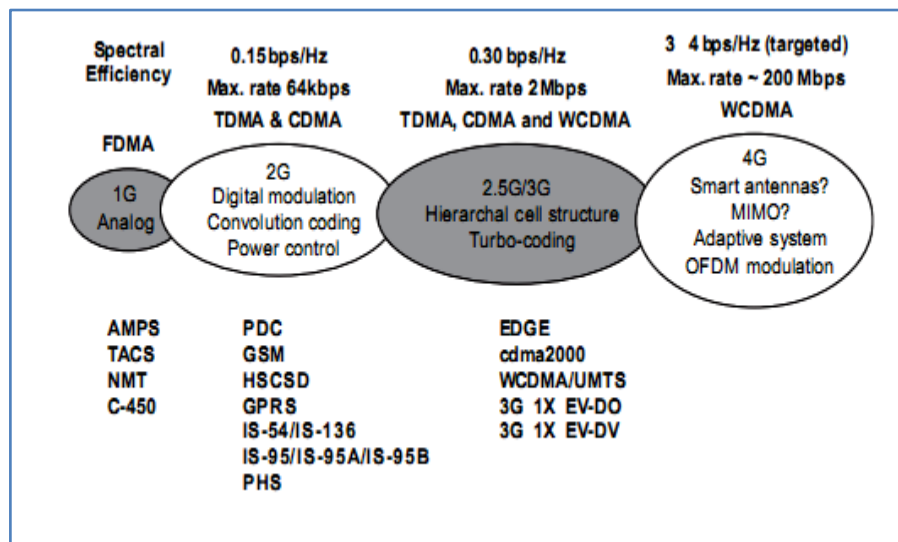 Spectral
Efficiency
FDMA
1G
Analog
AMPS
TACS
NMT
C-450
0.15 bps/Hz
Max. rate 64kbps
TDMA & CDMA
2G
Digital modulation
Convolution coding
Power control
PDC
GSM
HSCSD
GPRS
IS-54/IS-136
IS-95/IS-95A/IS-95B
PHS
0.30 bps/Hz
Max. rate 2Mbps
TDMA, CDMA and WCDMA
2.5G/3G
Hierarchal cell structure
Turbo-coding
EDGE
cdma2000
WCDMA/UMTS
3G 1X EV-DO
3G 1X EV-DV
3 4 bps/Hz (targeted)
Max. rate ~ 200 Mbps
WCDMA
4G
Smart antennas?
MIMO?
Adaptive system
OFDM modulation